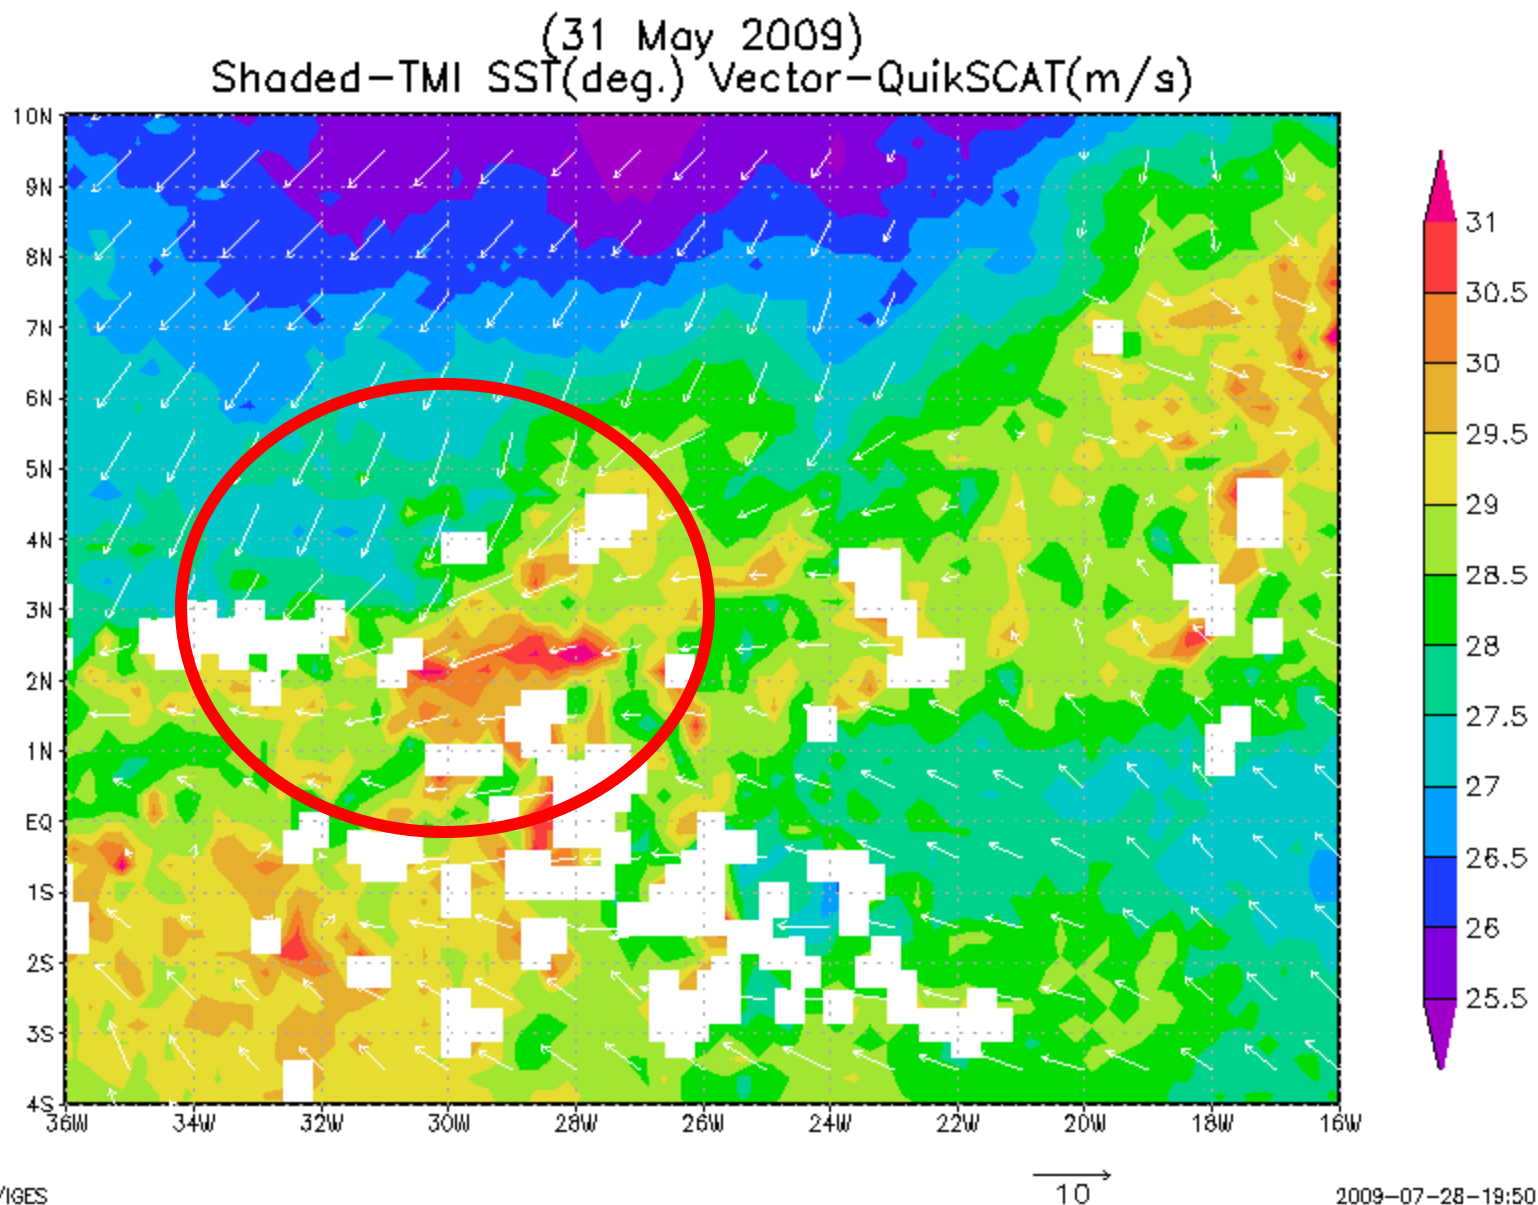 (31 May 2009)
Shaded-TMI SST(deg.) Vector-QuikSCAT(m/s)
10N
9N
8N
7N
6N
5N
4N
3N
2N
1N
EQ
1S
2S
3S
4S
36W 34W 32W 30W 28W 26W 24W 22W 20W 18W 16W
31
30.5
30
29.5
29
28.5
28
27.5
27
26.5
26
25.5
10
/IGES
2009-07-28-19:50